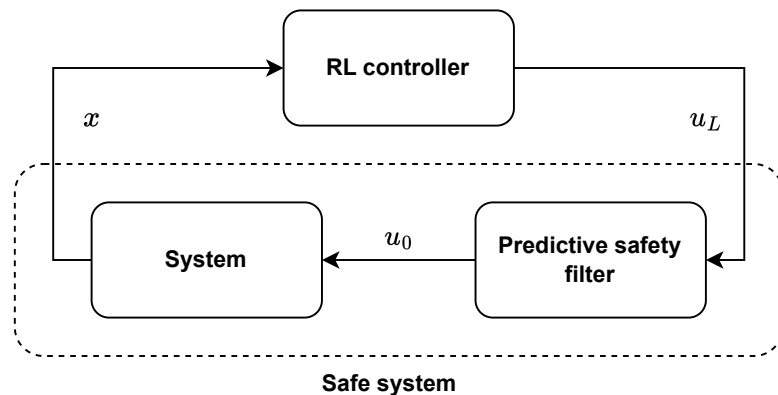 RL controller
x
u_L
System
u_0
Predictive safety
filter
Safe system